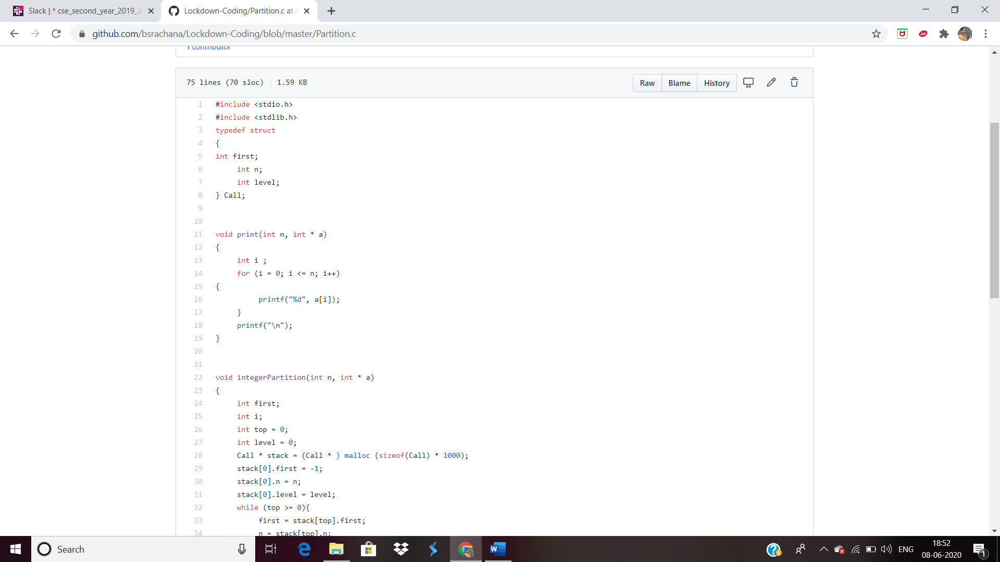 Slack | * cse_second_year_2019_2
Lockdown-Coding/Partition.c at
github.com/bsrachana/Lockdown-Coding/blob/master/Partition.c
Ask
1 contributor
75 lines (70 sloc) 1.59 KB
Raw Blame History
1 #include <stdio.h>
2 #include <stdlib.h>
3 typedef struct
4 {
5 int first;
6 int n;
7 int level;
8 } Call;
9
10
11 void print(int n, int * a)
12 {
13 int i ;
14 for (i = 0; i <= n; i++)
15 {
16 printf("%d", a[i]);
17 }
18 printf("\n");
19 }
20
21
22 void integerPartition(int n, int * a)
23 {
24 int first;
25 int i;
26 int top = 0;
27 int level = 0;
28 Call * stack = (Call * ) malloc (sizeof(Call) * 1000);
29 stack[0].first = -1;
30 stack[0].n = n;
31 stack[0].level = level;
32 while (top >= 0){
33 first = stack[top].first;
34 n = stack[top].n;
Search
ENG
18:52
08-06-2020
1